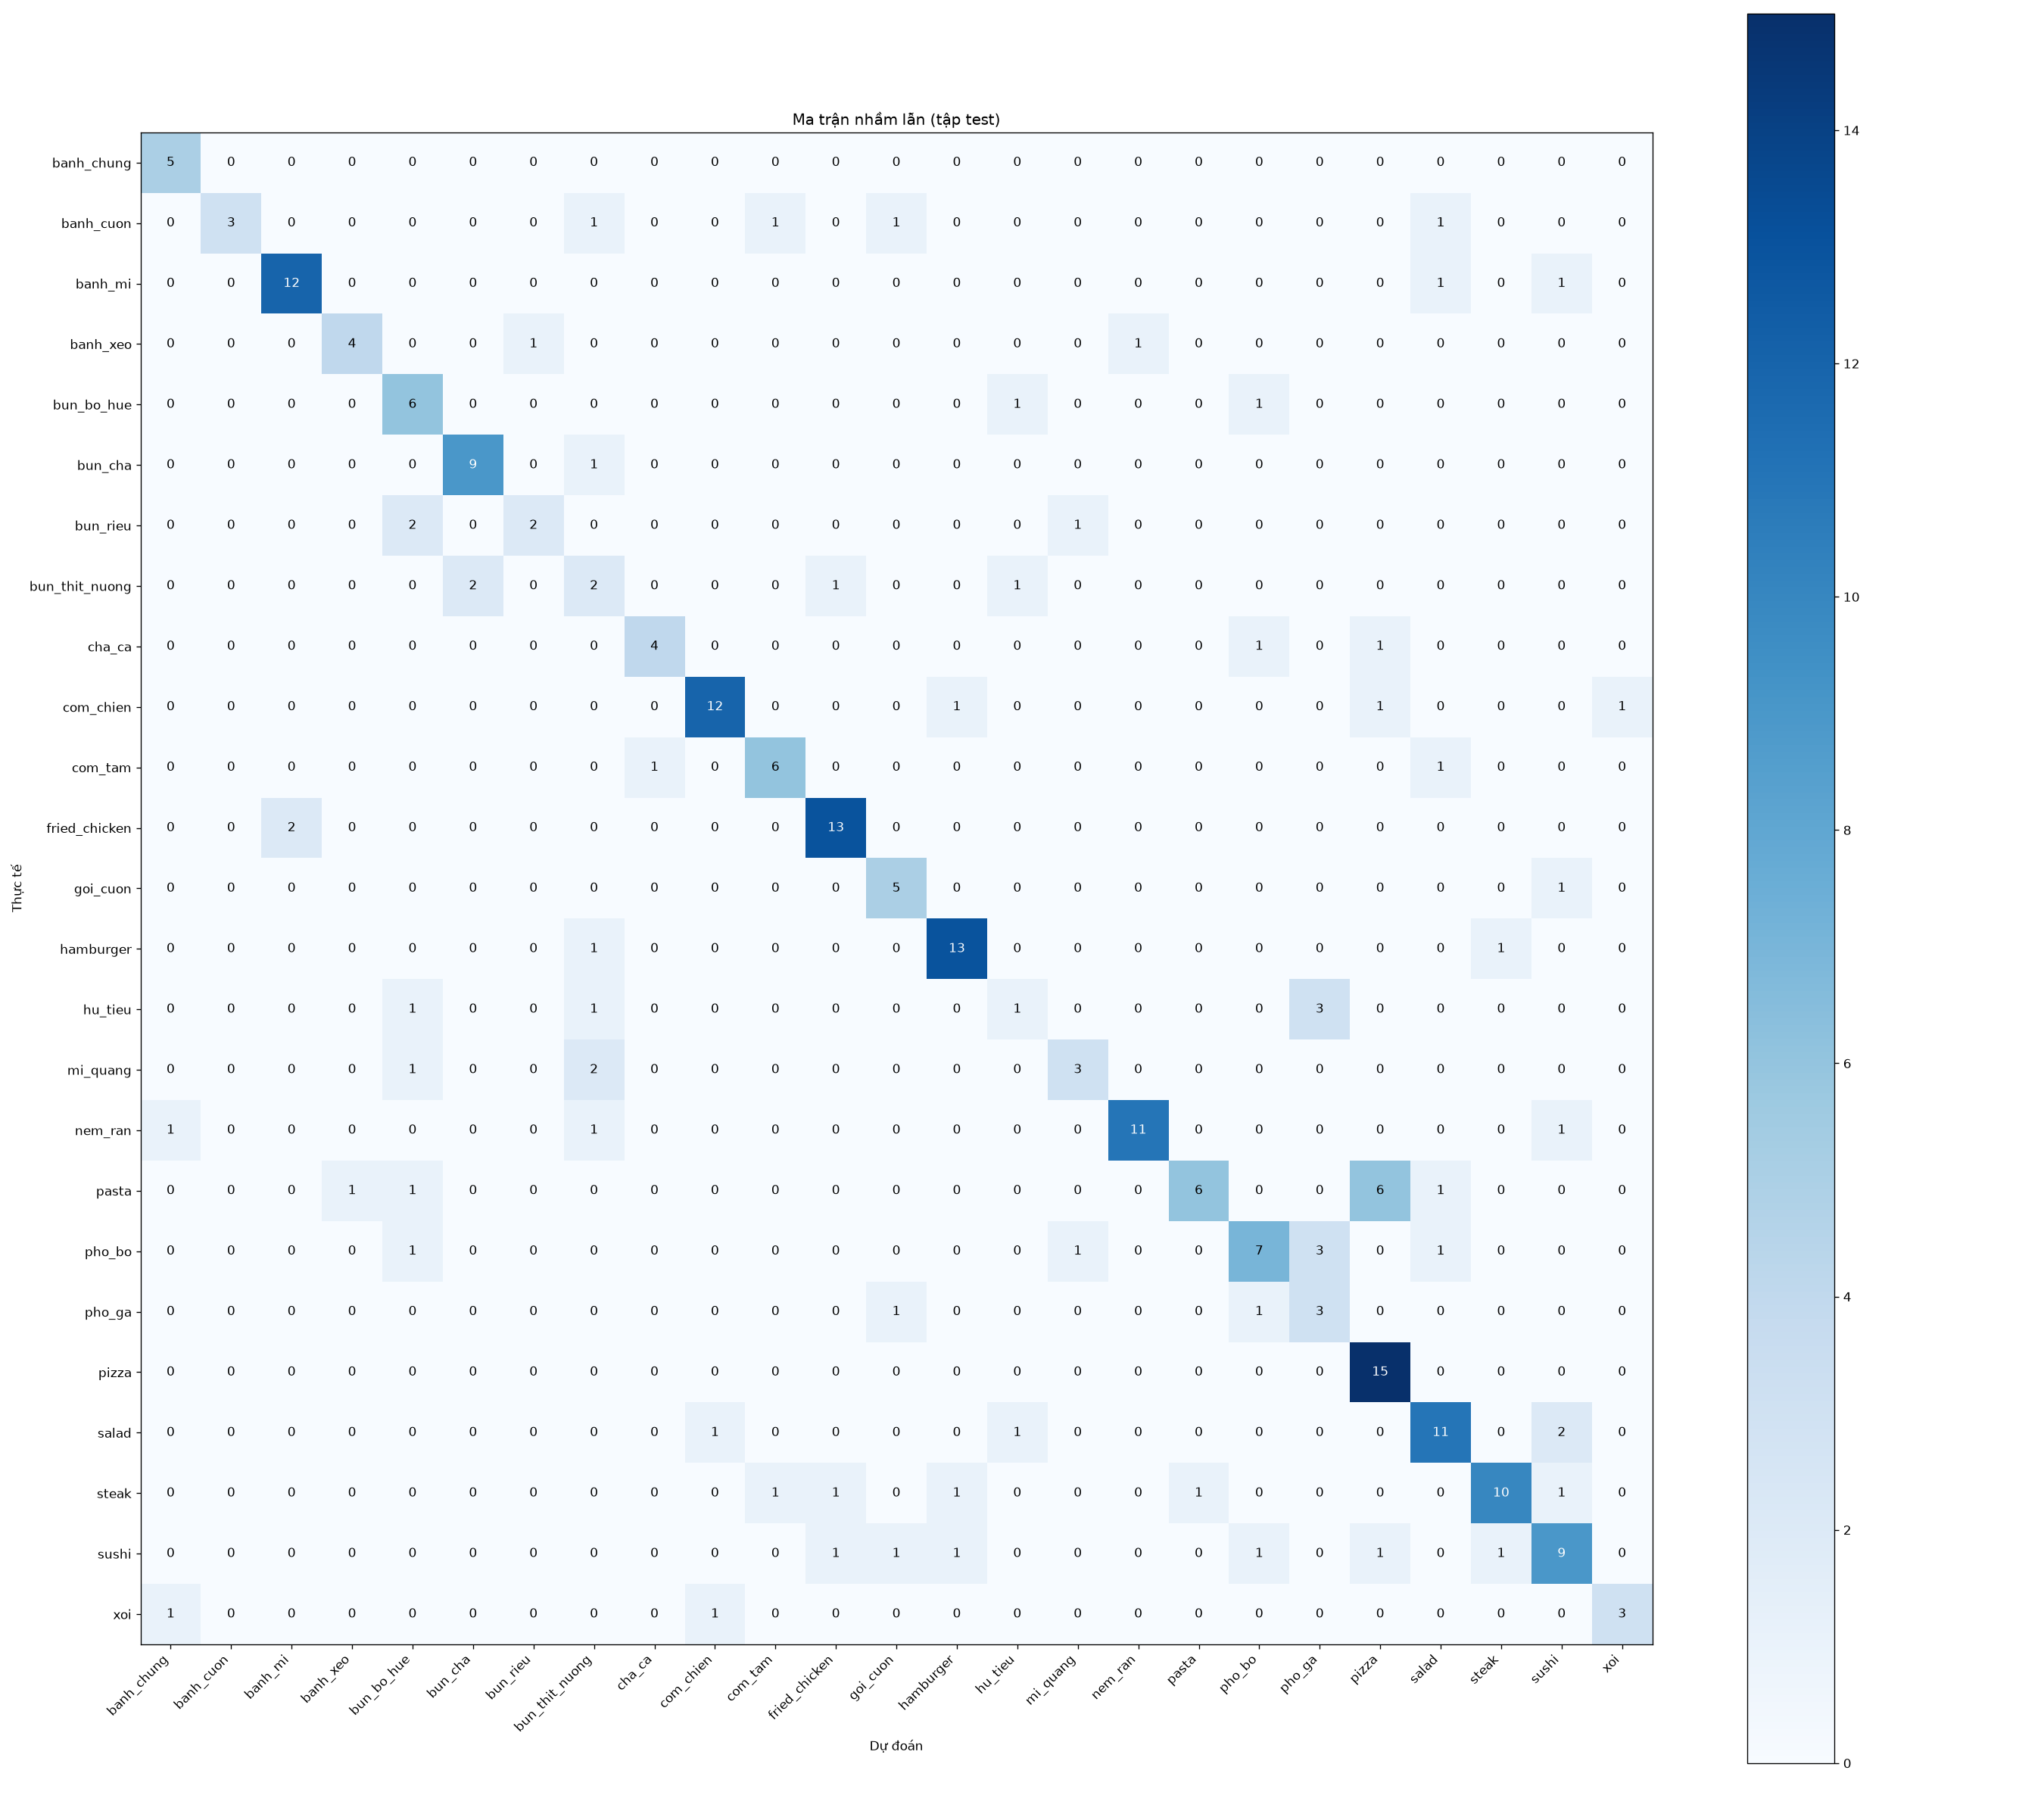 Ma trận nhầm lẫn (tập test)
banh_chung 5 0 0 0 0 0 0 0 0 0 0 0 0 0 0 0 0 0 0 0 0 0 0 0 0
banh_cuon 0 3 0 0 0 0 0 1 0 0 1 0 1 0 0 0 0 0 0 0 0 1 0 0 0
banh_mi 0 0 12 0 0 0 0 0 0 0 0 0 0 0 0 0 0 0 0 0 0 1 0 1 0
banh_xeo 0 0 0 4 0 0 1 0 0 0 0 0 0 0 0 0 1 0 0 0 0 0 0 0 0
bun_bo_hue 0 0 0 0 6 0 0 0 0 0 0 0 0 0 1 0 0 0 1 0 0 0 0 0 0
bun_cha 0 0 0 0 0 9 0 1 0 0 0 0 0 0 0 0 0 0 0 0 0 0 0 0 0
bun_rieu 0 0 0 0 2 0 2 0 0 0 0 0 0 0 0 1 0 0 0 0 0 0 0 0 0
bun_thit_nuong 0 0 0 0 0 2 0 2 0 0 0 1 0 0 1 0 0 0 0 0 0 0 0 0 0
cha_ca 0 0 0 0 0 0 0 0 4 0 0 0 0 0 0 0 0 0 1 0 1 0 0 0 0
com_chien 0 0 0 0 0 0 0 0 0 12 0 0 0 1 0 0 0 0 0 0 1 0 0 0 1
com_tam 0 0 0 0 0 0 0 0 1 0 6 0 0 0 0 0 0 0 0 0 0 1 0 0 0
fried_chicken 0 0 2 0 0 0 0 0 0 0 0 13 0 0 0 0 0 0 0 0 0 0 0 0 0
goi_cuon 0 0 0 0 0 0 0 0 0 0 0 0 5 0 0 0 0 0 0 0 0 0 0 1 0
hamburger 0 0 0 0 0 0 0 1 0 0 0 0 0 13 0 0 0 0 0 0 0 0 1 0 0
hu_tieu 0 0 0 0 1 0 0 1 0 0 0 0 0 0 1 0 0 0 0 3 0 0 0 0 0
mi_quang 0 0 0 0 1 0 0 2 0 0 0 0 0 0 0 3 0 0 0 0 0 0 0 0 0
nem_ran 1 0 0 0 0 0 0 1 0 0 0 0 0 0 0 0 11 0 0 0 0 0 0 1 0
pasta 0 0 0 1 1 0 0 0 0 0 0 0 0 0 0 0 0 6 0 0 6 1 0 0 0
pho_bo 0 0 0 0 1 0 0 0 0 0 0 0 0 0 0 1 0 0 7 3 0 1 0 0 0
pho_ga 0 0 0 0 0 0 0 0 0 0 0 0 1 0 0 0 0 0 1 3 0 0 0 0 0
pizza 0 0 0 0 0 0 0 0 0 0 0 0 0 0 0 0 0 0 0 0 15 0 0 0 0
salad 0 0 0 0 0 0 0 0 0 1 0 0 0 0 1 0 0 0 0 0 0 11 0 2 0
steak 0 0 0 0 0 0 0 0 0 0 1 1 0 1 0 0 0 1 0 0 0 0 10 1 0
sushi 0 0 0 0 0 0 0 0 0 0 0 1 1 1 0 0 0 0 1 0 1 0 1 9 0
xoi 1 0 0 0 0 0 0 0 0 1 0 0 0 0 0 0 0 0 0 0 0 0 0 0 3
Thực tế
banh_chung banh_cuon banh_mi banh_xeo bun_bo_hue bun_cha bun_rieu bun_thit_nuong cha_ca com_chien com_tam fried_chicken goi_cuon hamburger hu_tieu mi_quang nem_ran pasta pho_bo pho_ga pizza salad steak sushi xoi
Dự đoán
14
12
10
8
6
4
2
0